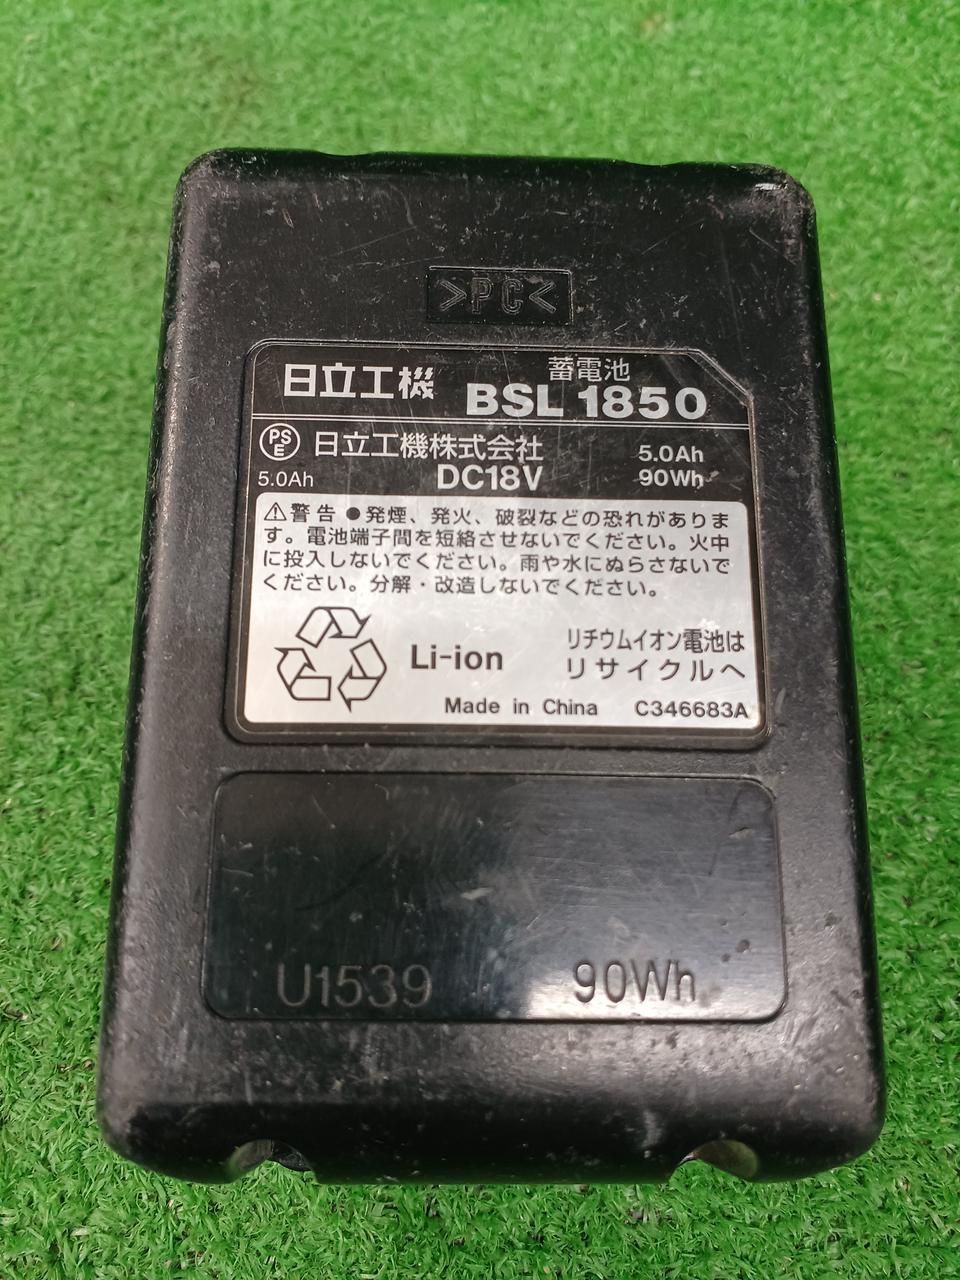 >PC<
日立工機
蓄電池
BSL 1850
PSE 日立工機株式会社
5.0Ah
5.0Ah
DC18V
90Wh
⚠警告 ●発煙、発火、破裂などの恐れがありま
す。電池端子間を短絡させないでください。火中
に投入しないでください。雨や水にぬらさないで
ください。分解・改造しないでください。
Li-ion
リチウムイオン電池は
リサイクルへ
Made in China C346683A
U1539 90Wh